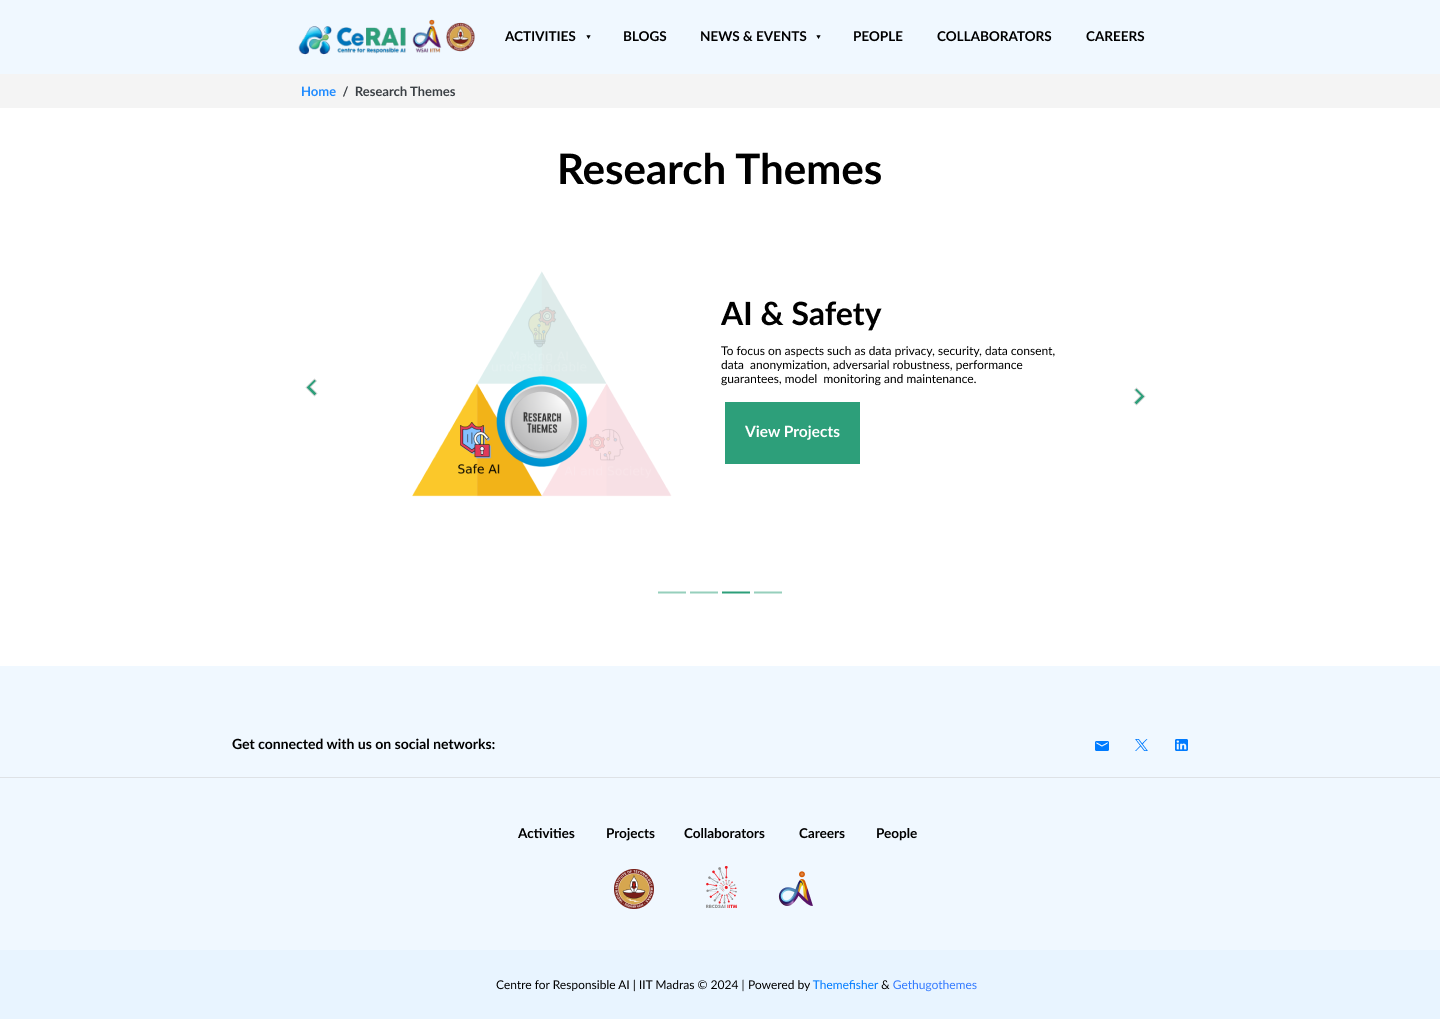 CeRAI
Centre for Responsible AI
WSAI IITM
ACTIVITIES
BLOGS
NEWS & EVENTS
PEOPLE
COLLABORATORS
CAREERS
Home / Research Themes
Research Themes
RESEARCH
THEMES
Safe AI
AI & Safety
To focus on aspects such as data privacy, security, data consent,
data anonymization, adversarial robustness, performance
guarantees, model monitoring and maintenance.
View Projects
Get connected with us on social networks:
Activities
Projects
Collaborators
Careers
People
Centre for Responsible AI | IIT Madras © 2024 | Powered by Themefisher & Gethugothemes